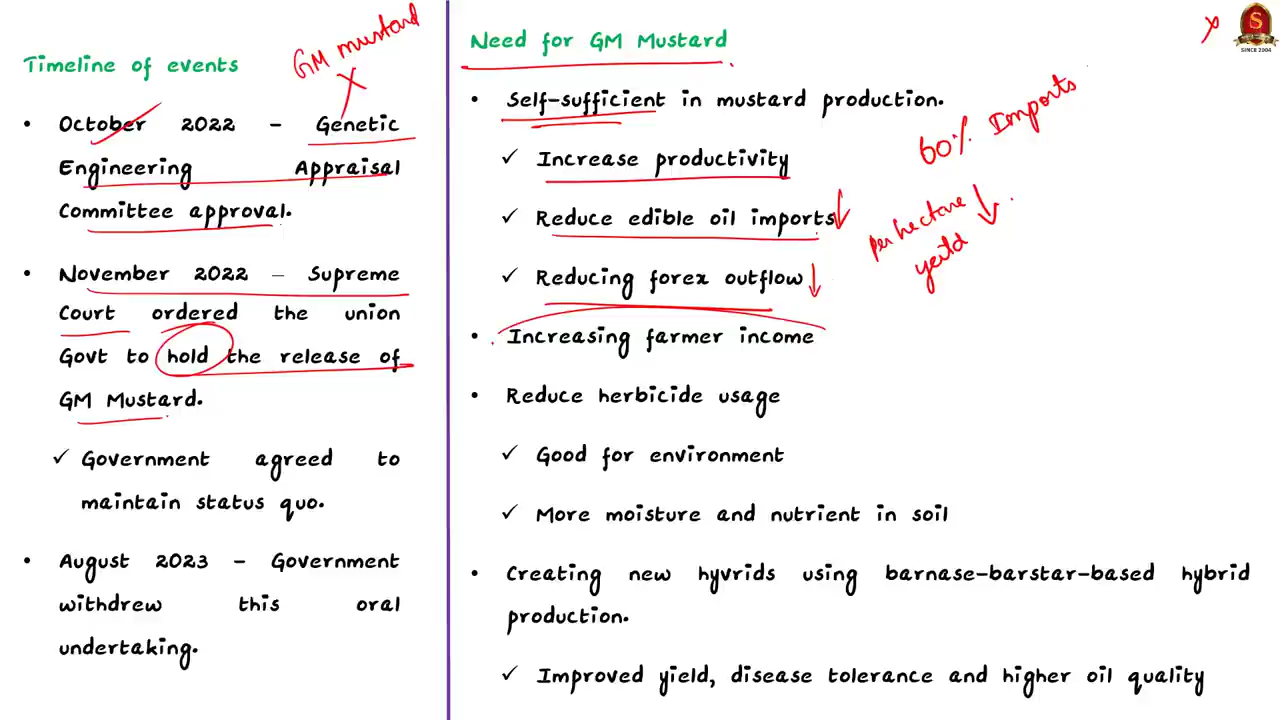 Timeline of events
GM mustard
October 2022 - Genetic
Engineering Appraisal
Committee approval.
November 2022 - Supreme
Court ordered the union
Govt to hold the release of
GM Mustard.
Government agreed to
maintain status quo.
August 2023 - Government
withdrew this oral
undertaking.
Need for GM Mustard
Self-sufficient in mustard production.
Increase productivity
Reduce edible oil imports
Reducing forex outflow
60% Imports
per hectare
yeild
Increasing farmer income
Reduce herbicide usage
Good for environment
More moisture and nutrient in soil
Creating new hyvrids using barnase-barstar-based hybrid
production.
Improved yield, disease tolerance and higher oil quality
S
SINCE 2004